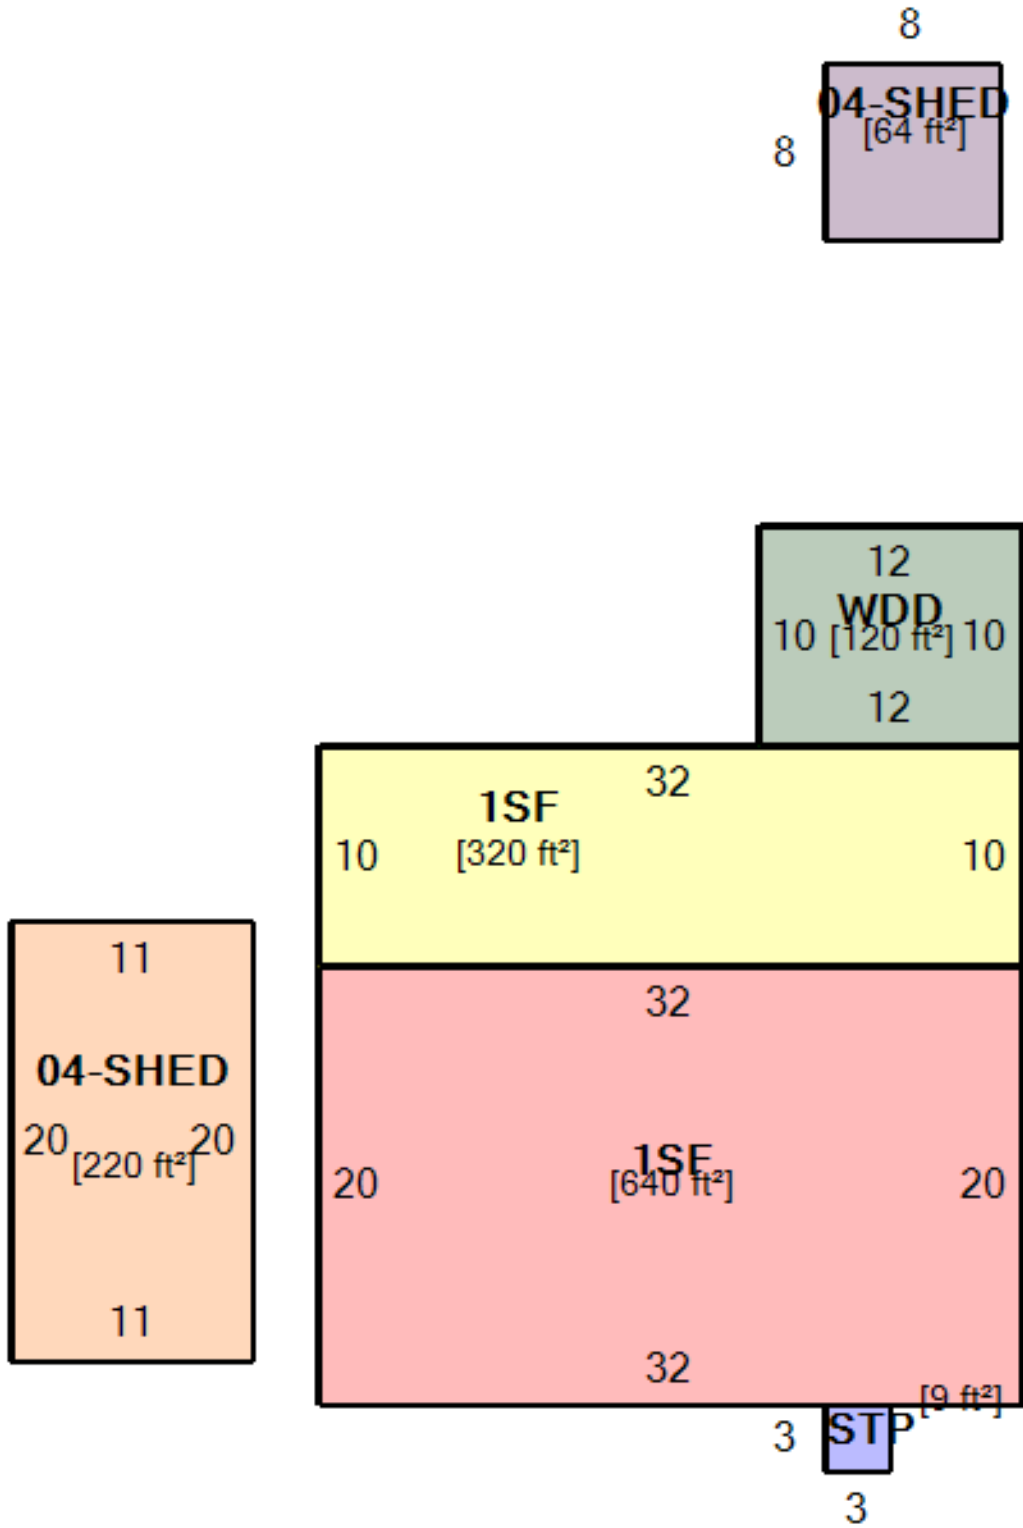 8
04-SHED
[64 ft²]
8
12
WDD
10 [120 ft²] 10
12
32
1SF
[320 ft²]
10 10
11
32
04-SHED
20 20
[220 ft²]
1SF
[640 ft²]
20 20
11
32
[9 ft²]
STP
3
3